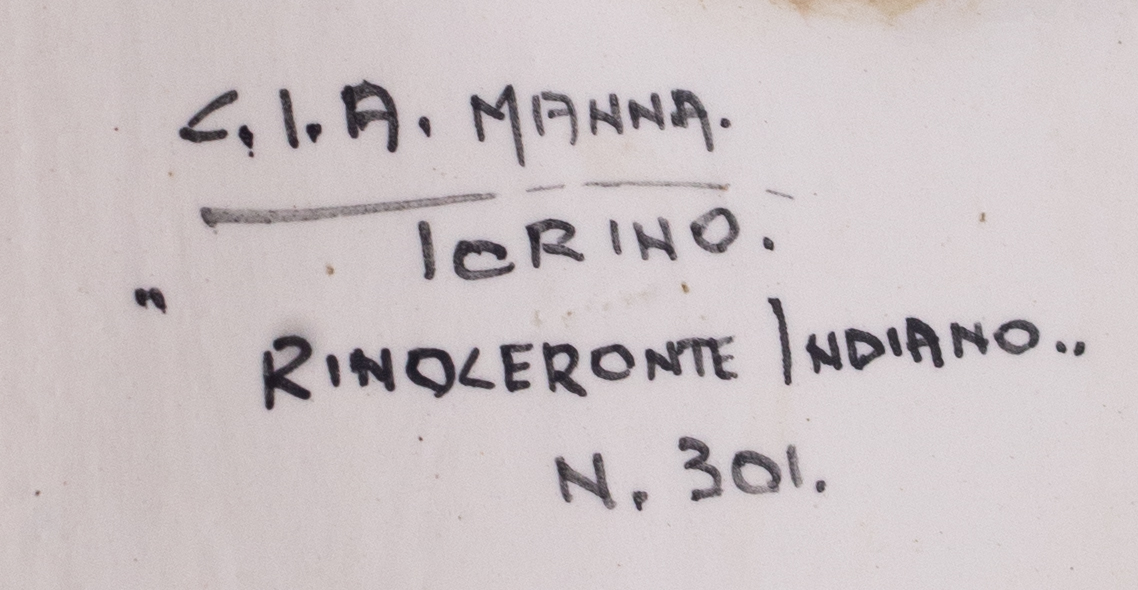 C.I.A. MANNA.
TORINO.
" RINOCERONTE INDIANO..
N. 301.